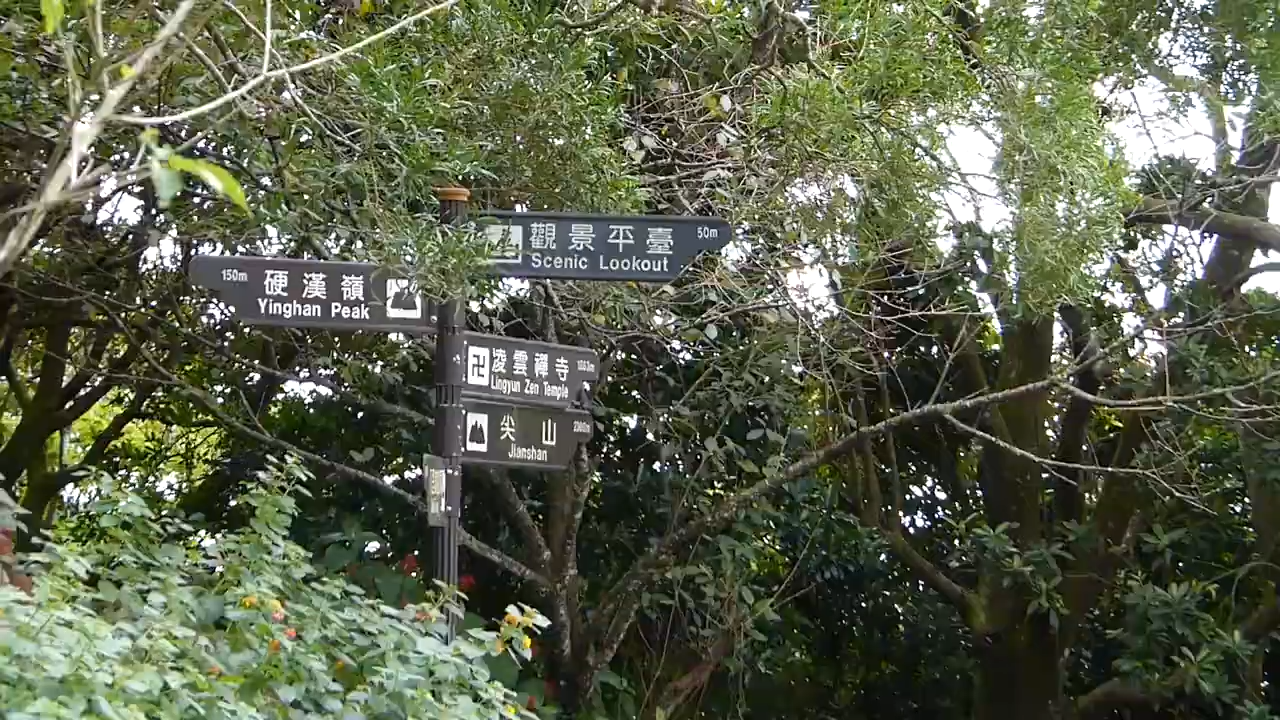 觀景平臺 50m
Scenic Lookout
150m 硬漢嶺
Yinghan Peak
卍 凌雲禪寺
Lingyun Zen Temple
尖山
Jianshan